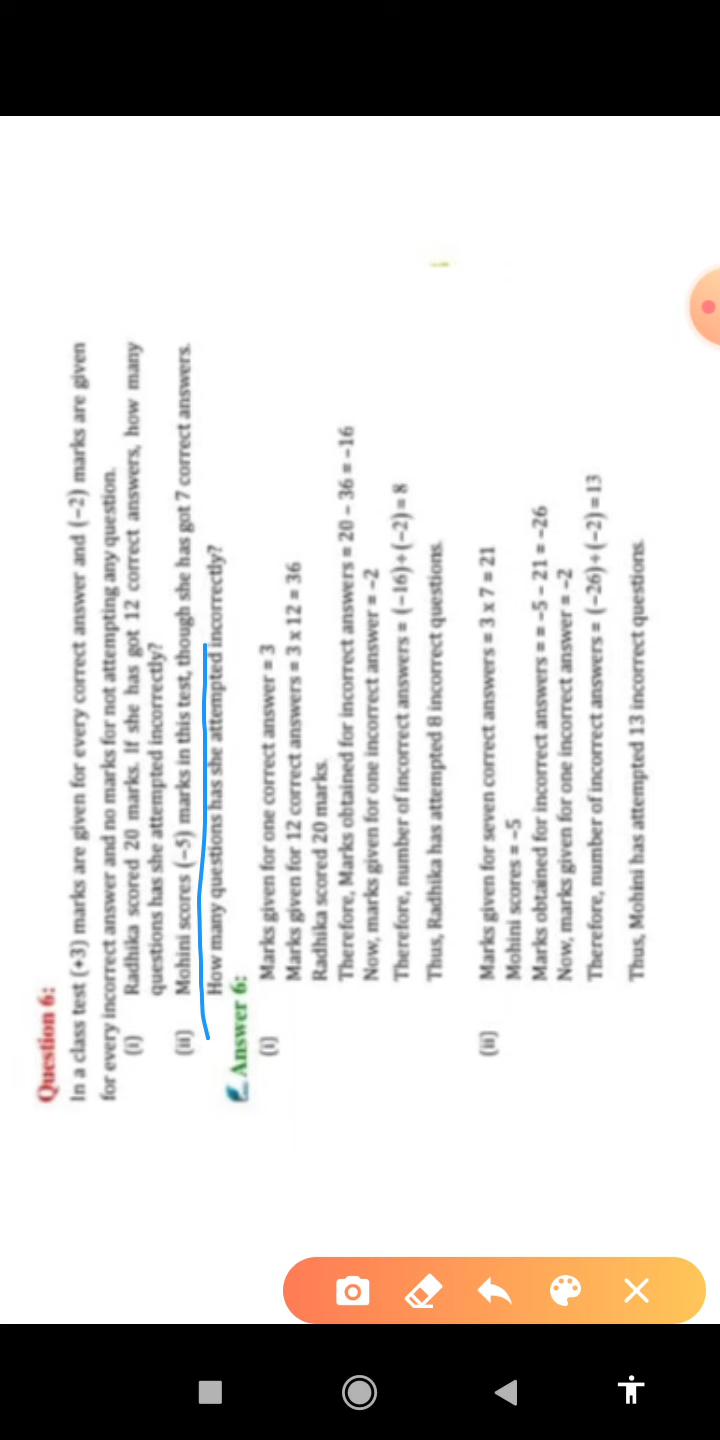 Question 6:
In a class test (+3) marks are given for every correct answer and (−2) marks are given
for every incorrect answer and no marks for not attempting any question.
(i) Radhika scored 20 marks. If she has got 12 correct answers, how many
questions has she attempted incorrectly?
(ii) Mohini scores (−5) marks in this test, though she has got 7 correct answers.
How many questions has she attempted incorrectly?
Answer 6:
(i) Marks given for one correct answer = 3
Marks given for 12 correct answers = 3 x 12 = 36
Radhika scored 20 marks.
Therefore, Marks obtained for incorrect answers = 20 − 36 = −16
Now, marks given for one incorrect answer = −2
Therefore, number of incorrect answers = (−16)÷(−2) = 8
Thus, Radhika has attempted 8 incorrect questions.
(ii) Marks given for seven correct answers = 3 x 7 = 21
Mohini scores = −5
Marks obtained for incorrect answers = = −5 − 21 = −26
Now, marks given for one incorrect answer = −2
Therefore, number of incorrect answers = (−26)÷(−2) = 13
Thus, Mohini has attempted 13 incorrect questions.